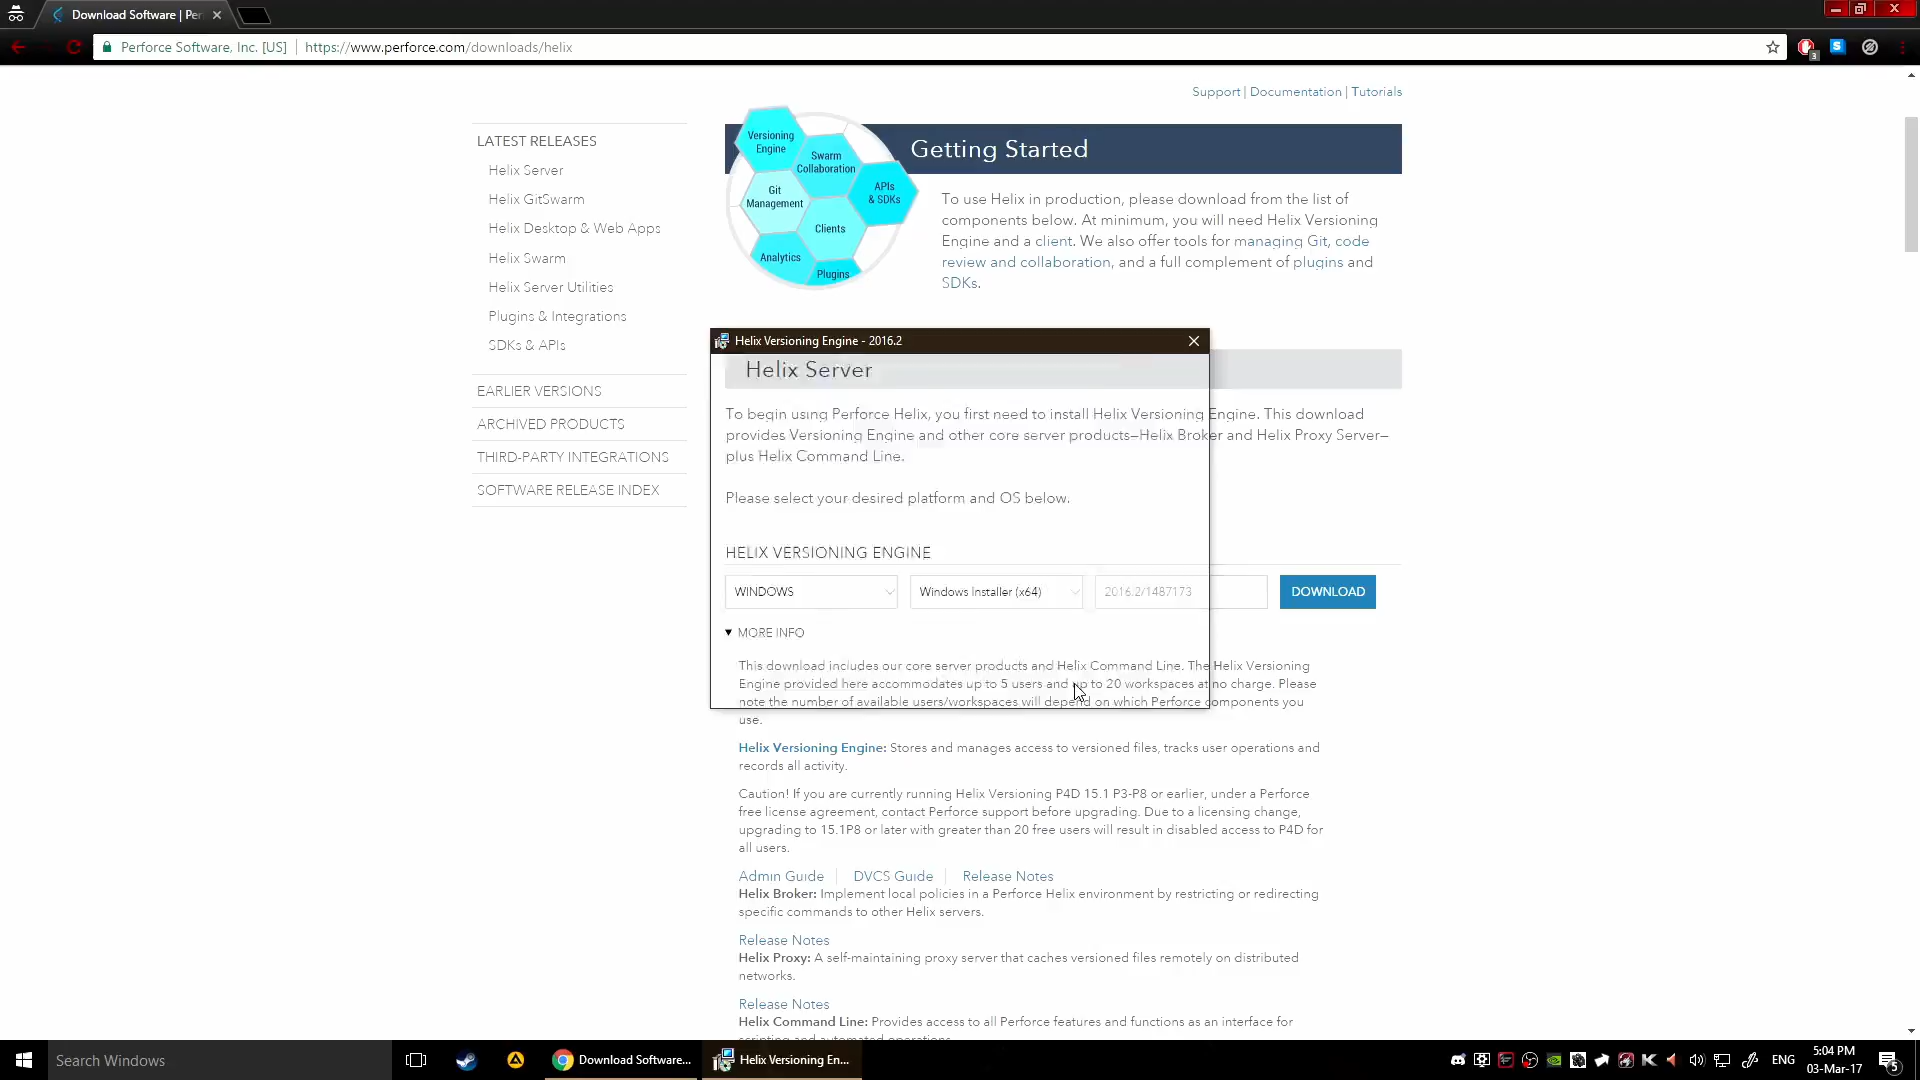 Download Software | Per
Perforce Software, Inc. [US] | https://www.perforce.com/downloads/helix
3
Support | Documentation | Tutorials
LATEST RELEASES
Helix Server
Helix GitSwarm
Helix Desktop & Web Apps
Helix Swarm
Helix Server Utilities
Plugins & Integrations
SDKs & APIs
EARLIER VERSIONS
ARCHIVED PRODUCTS
THIRD-PARTY INTEGRATIONS
SOFTWARE RELEASE INDEX
Versioning
Engine
Swarm
Collaboration
Git
Management
APIs
& SDKs
Clients
Analytics
Plugins
Getting Started
To use Helix in production, please download from the list of
components below. At minimum, you will need Helix Versioning
Engine and a client. We also offer tools for managing Git, code
review and collaboration, and a full complement of plugins and
SDKs.
Helix Versioning Engine - 2016.2
Helix Server
To begin using Perforce Helix, you first need to install Helix Versioning Engine. This download
provides Versioning Engine and other core server products—Helix Broker and Helix Proxy Server—
plus Helix Command Line.
Please select your desired platform and OS below.
HELIX VERSIONING ENGINE
WINDOWS
Windows Installer (x64)
2016.2/1487173
DOWNLOAD
▼ MORE INFO
This download includes our core server products and Helix Command Line. The Helix Versioning
Engine provided here accommodates up to 5 users and up to 20 workspaces at no charge. Please
note the number of available users/workspaces will depend on which Perforce components you
use.
Helix Versioning Engine: Stores and manages access to versioned files, tracks user operations and
records all activity.
Caution! If you are currently running Helix Versioning P4D 15.1 P3-P8 or earlier, under a Perforce
free license agreement, contact Perforce support before upgrading. Due to a licensing change,
upgrading to 15.1P8 or later with greater than 20 free users will result in disabled access to P4D for
all users.
Admin Guide | DVCS Guide | Release Notes
Helix Broker: Implement local policies in a Perforce Helix environment by restricting or redirecting
specific commands to other Helix servers.
Release Notes
Helix Proxy: A self-maintaining proxy server that caches versioned files remotely on distributed
networks.
Release Notes
Helix Command Line: Provides access to all Perforce features and functions as an interface for
scripting and automated operations.
Search Windows
Download Software...
Helix Versioning En...
ENG
5:04 PM
03-Mar-17
5